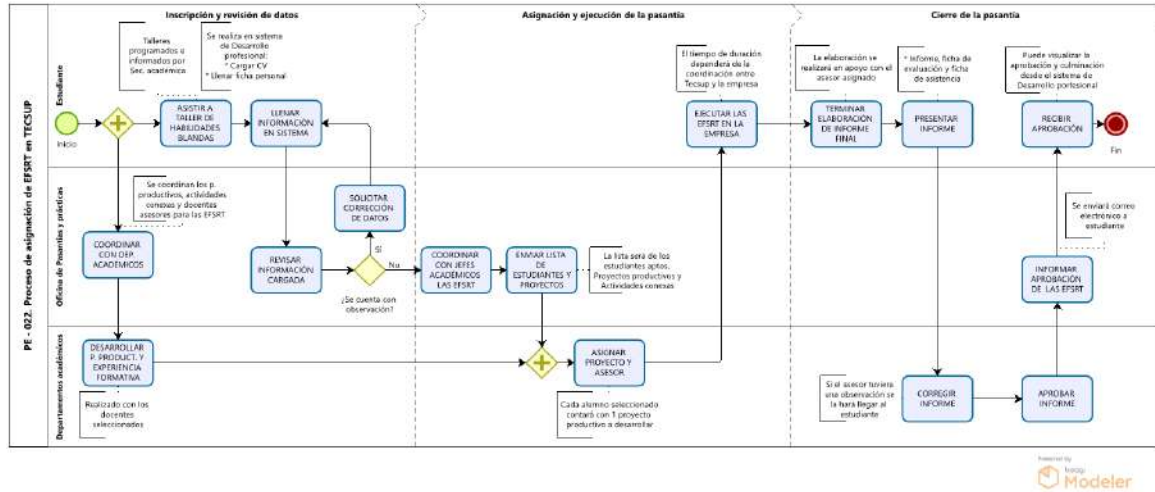 PE - 022. Proceso de asignación de EFSRT en TECSUP
Inscripción y revisión de datos
Asignación y ejecución de la pasantía
Cierre de la pasantía
Estudiante
Inicio
Talleres
programados e
informados por
Sec. académica
ASISTIR A
TALLER DE
HABILIDADES
BLANDAS
Se realiza en sistema
de Desarrollo
profesional:
* Cargar CV
* Llenar ficha personal
LLENAR
INFORMACIÓN
EN SISTEMA
El tiempo de duración
dependerá de la
coordinación entre
Tecsup y la empresa
EJECUTAR LAS
EFSRT EN LA
EMPRESA
La elaboración se
realizará en apoyo con el
asesor asignado
TERMINAR
ELABORACIÓN
DE INFORME
FINAL
* Informe, ficha de
evaluación y ficha
de asistencia
PRESENTAR
INFORME
Puede visualizar la
aprobación y culminación
desde el sistema de
Desarrollo porfesional
RECIBIR
APROBACIÓN
Fin
Oficina de Pasantías y prácticas
Se coordinan los p.
productivos, actividades
conexas y docentes
asesores para las EFSRT
COORDINAR
CON DEP.
ACADÉMICOS
SOLICITAR
CORRECCIÓN
DE DATOS
REVISAR
INFORMACIÓN
CARGADA
Sí
No
¿Se cuenta con
observación?
COORDINAR
CON JEFES
ACADÉMICOS
LAS EFSRT
ENVIAR LISTA
DE
ESTUDIANTES Y
PROYECTOS
La lista sera de los
estudiantes aptos,
Proyectos productivos y
Actividades conexas
Se enviará correo
electrónico a
estudiante
INFORMAR
APROBACIÓN
DE LAS EFSRT
Departamentos académicos
DESARROLLAR
P. PRODUCT. Y
EXPERIENCIA
FORMATIVA
Realizado con los
docentes
seleccionados
ASIGNAR
PROYECTO Y
ASESOR
Cada alumno seleccionado
contará con 1 proyecto
productivo a desarrollar
Si el asesor tuviera
una observación se
la hara llegar al
estudiante
CORREGIR
INFORME
APROBAR
INFORME
Powered by
bizagi
Modeler